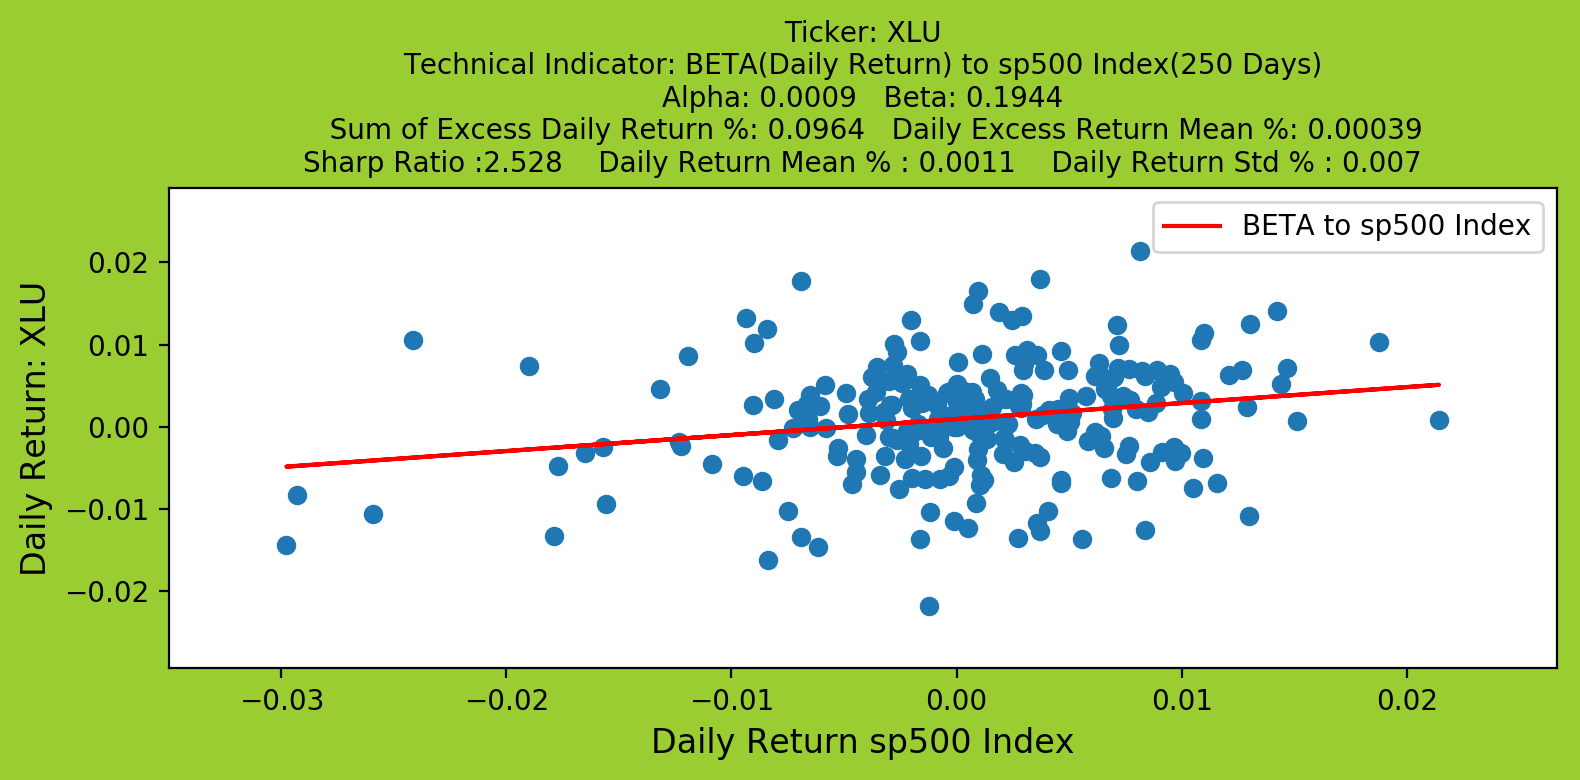 Ticker: XLU
Technical Indicator: BETA(Daily Return) to sp500 Index(250 Days)
Alpha: 0.0009   Beta: 0.1944
Sum of Excess Daily Return %: 0.0964   Daily Excess Return Mean %: 0.00039
Sharp Ratio :2.528    Daily Return Mean % : 0.0011    Daily Return Std % : 0.007
BETA to sp500 Index
Daily Return: XLU
0.02
0.01
0.00
−0.01
−0.02
−0.03
−0.02
−0.01
0.00
0.01
0.02
Daily Return sp500 Index